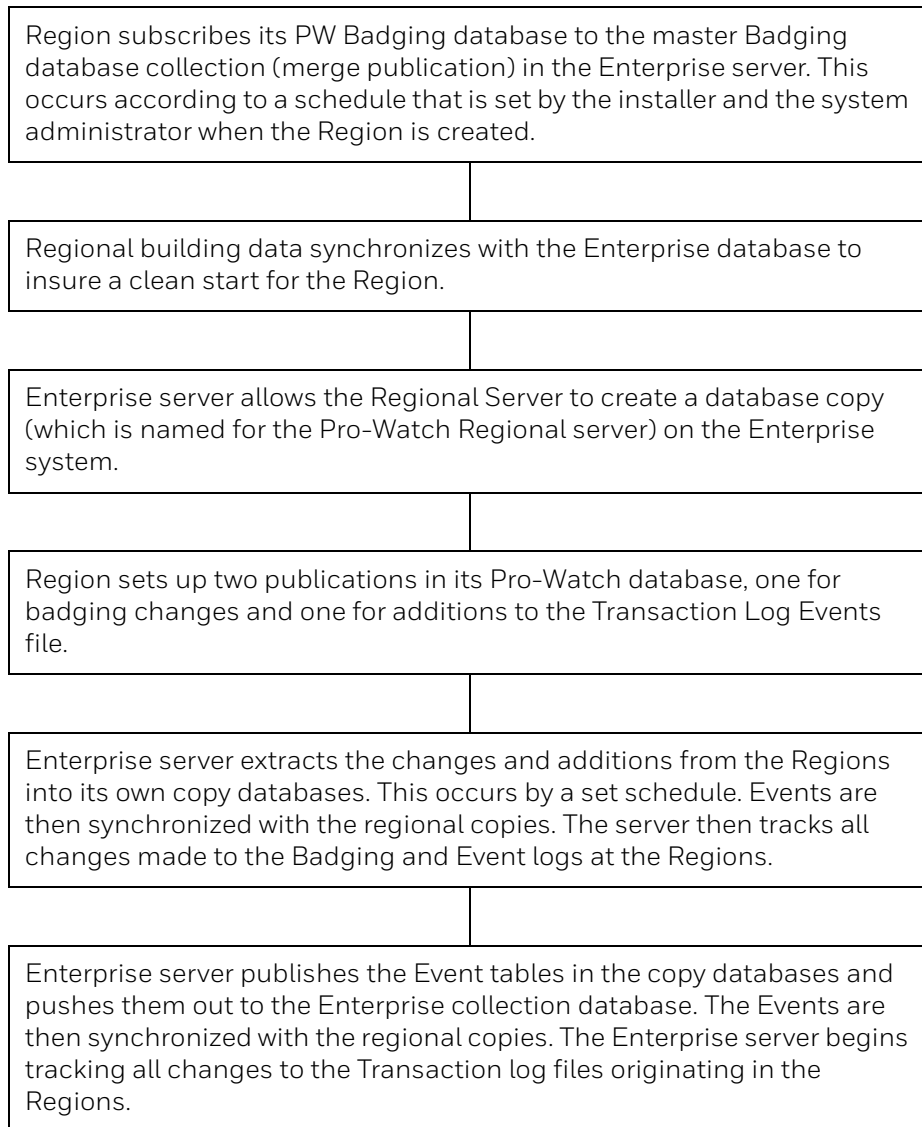 Region subscribes its PW Badging database to the master Badging
database collection (merge publication) in the Enterprise server. This
occurs according to a schedule that is set by the installer and the system
administrator when the Region is created.
Regional building data synchronizes with the Enterprise database to
insure a clean start for the Region.
Enterprise server allows the Regional Server to create a database copy
(which is named for the Pro-Watch Regional server) on the Enterprise
system.
Region sets up two publications in its Pro-Watch database, one for
badging changes and one for additions to the Transaction Log Events
file.
Enterprise server extracts the changes and additions from the Regions
into its own copy databases. This occurs by a set schedule. Events are
then synchronized with the regional copies. The server then tracks all
changes made to the Badging and Event logs at the Regions.
Enterprise server publishes the Event tables in the copy databases and
pushes them out to the Enterprise collection database. The Events are
then synchronized with the regional copies. The Enterprise server begins
tracking all changes to the Transaction log files originating in the
Regions.